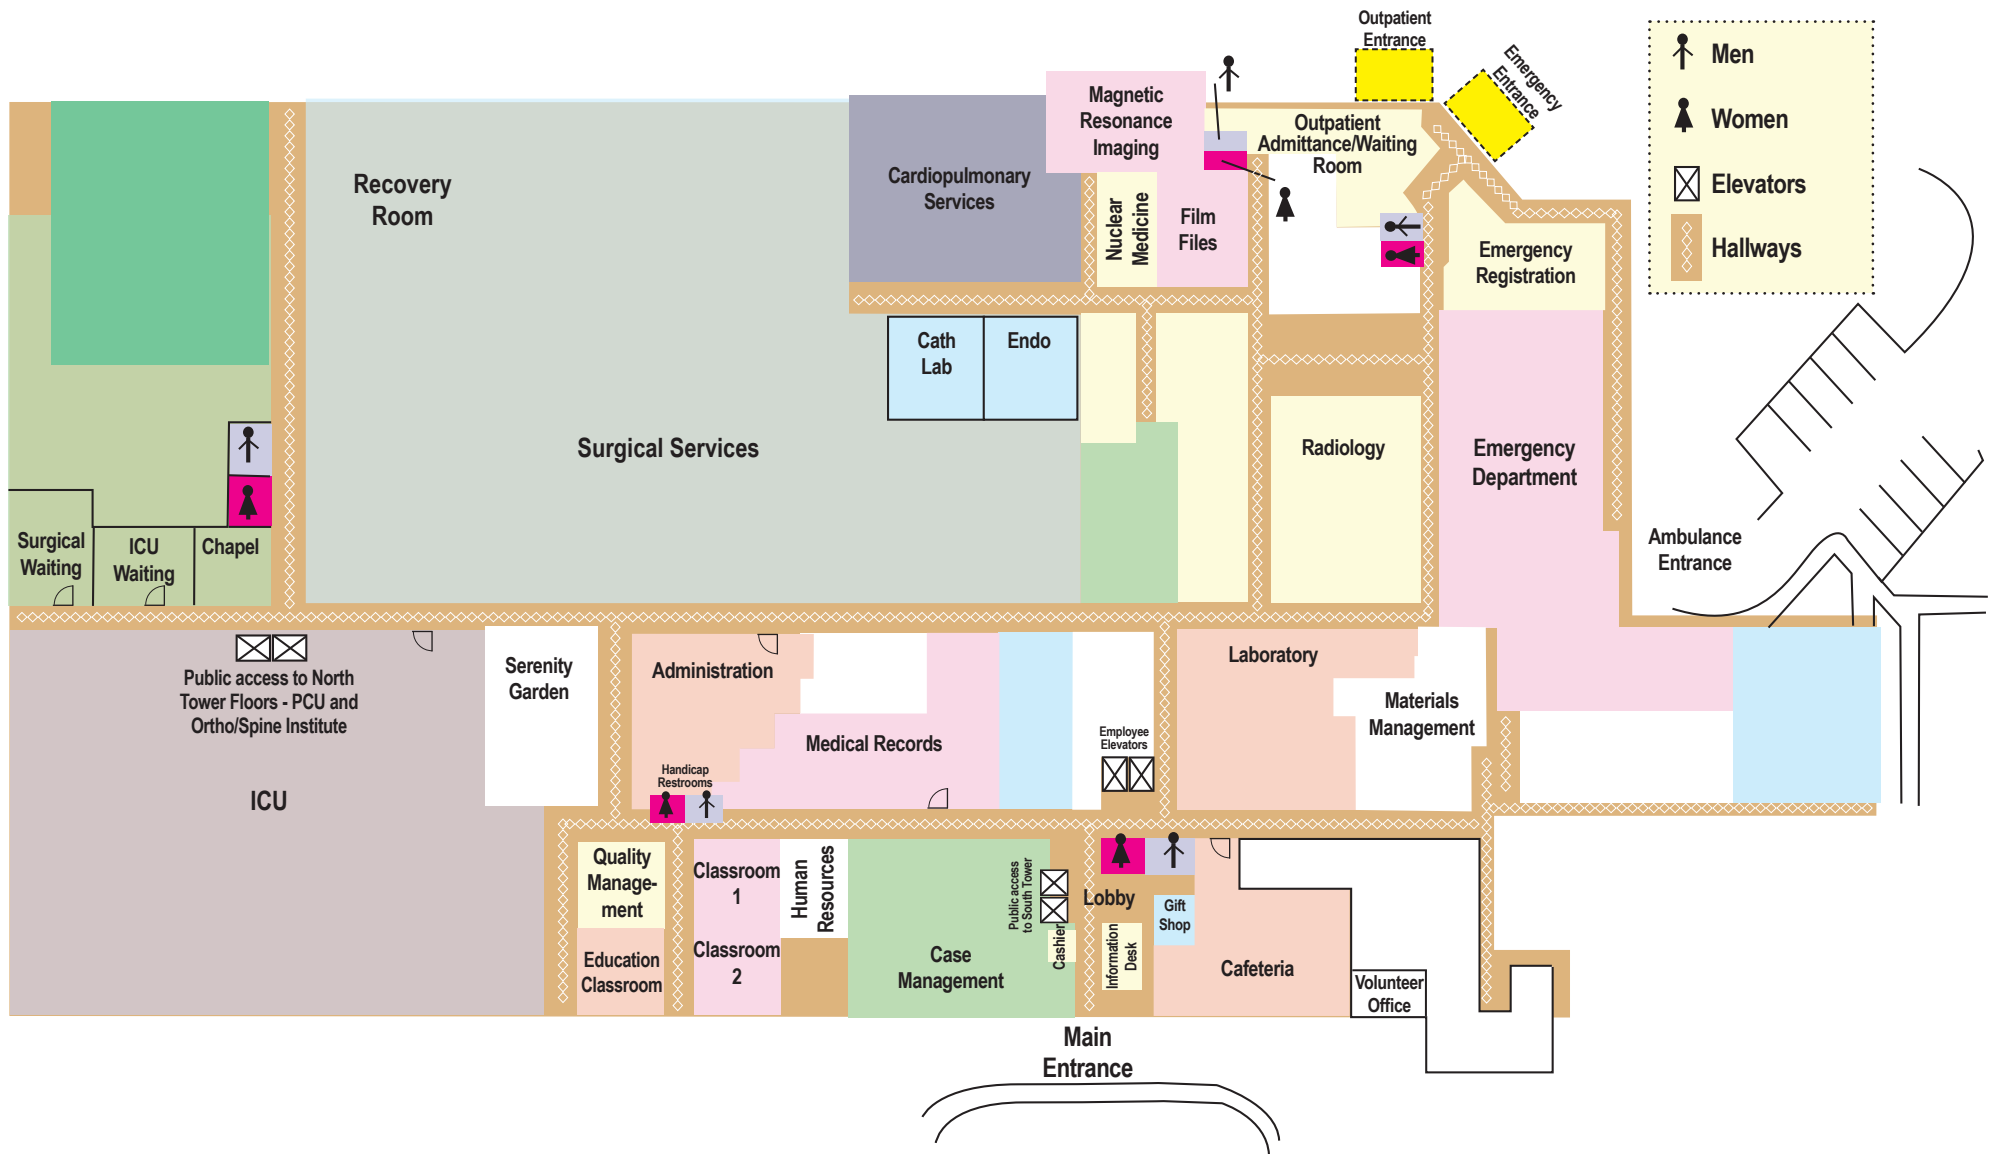 Outpatient
Entrance
Emergency
Entrance
Men
Women
Elevators
Hallways
Magnetic
Resonance
Imaging
Outpatient
Admittance/Waiting
Room
Recovery
Room
Cardiopulmonary
Services
Nuclear
Medicine
Film
Files
Emergency
Registration
Cath
Lab
Endo
Surgical Services
Radiology
Emergency
Department
Ambulance
Entrance
Surgical
Waiting
ICU
Waiting
Chapel
Public access to North
Tower Floors - PCU and
Ortho/Spine Institute
Serenity
Garden
Administration
Laboratory
Materials
Management
Medical Records
Employee
Elevators
Handicap
Restrooms
ICU
Quality
Manage-
ment
Classroom
1
Human
Resources
Public access
to South Tower
Lobby
Gift
Shop
Cashier
Information
Desk
Education
Classroom
Classroom
2
Case
Management
Cafeteria
Volunteer
Office
Main
Entrance